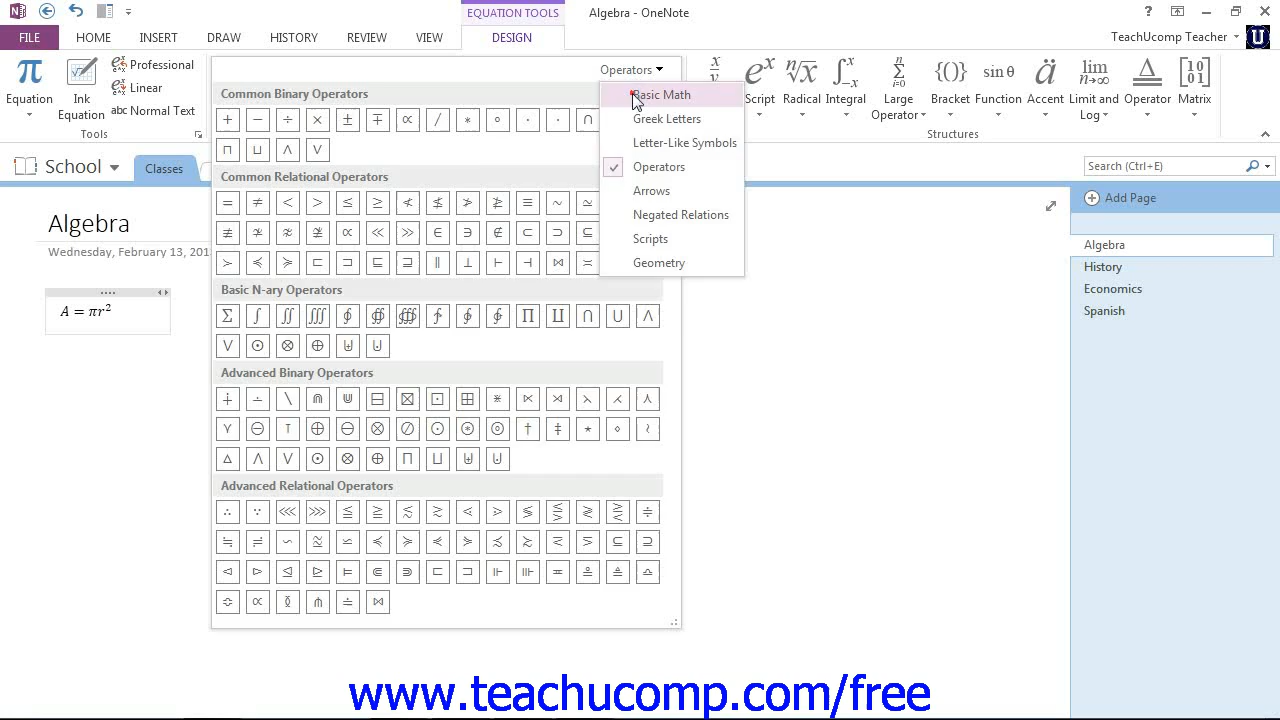 EQUATION TOOLS
Algebra - OneNote
FILE HOME INSERT DRAW HISTORY REVIEW VIEW DESIGN
TeachUcomp Teacher
Equation
Ink Equation
Professional
Linear
Normal Text
Tools
Script
Radical
Integral
Large Operator
Bracket
Function
Accent
Limit and Log
Operator
Matrix
Structures
Operators
Basic Math
Greek Letters
Letter-Like Symbols
Operators
Arrows
Negated Relations
Scripts
Geometry
Common Binary Operators
Common Relational Operators
Basic N-ary Operators
Advanced Binary Operators
Advanced Relational Operators
School
Classes
Search (Ctrl+E)
Algebra
Wednesday, February 13, 201
A = πr²
Add Page
Algebra
History
Economics
Spanish
www.teachucomp.com/free